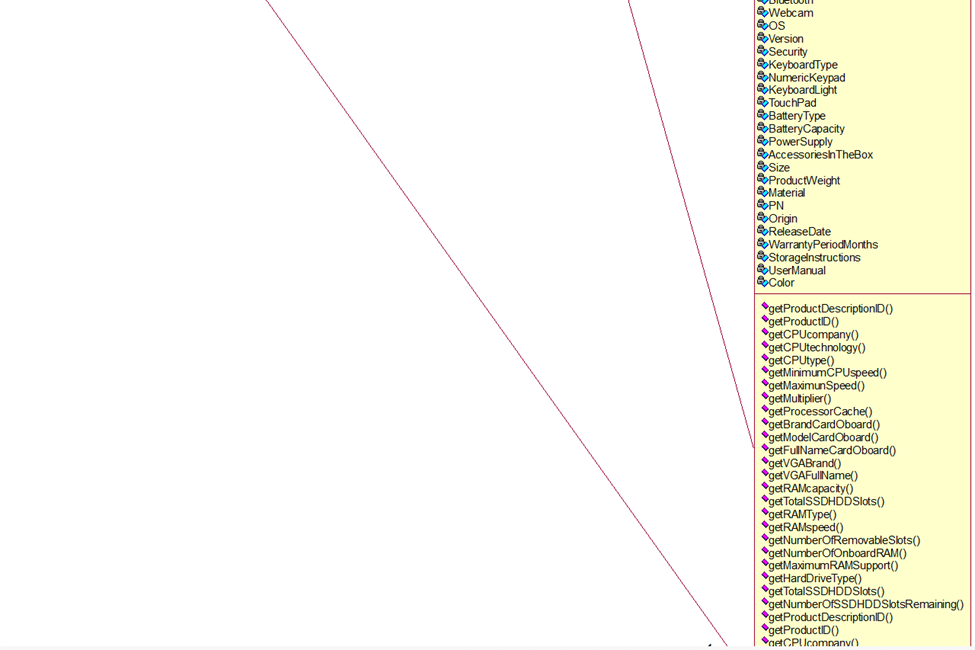 Bluetooth
Webcam
OS
Version
Security
KeyboardType
NumericKeypad
KeyboardLight
TouchPad
BatteryType
BatteryCapacity
PowerSupply
AccessoriesInTheBox
Size
ProductWeight
Material
PN
Origin
ReleaseDate
WarrantyPeriodMonths
StorageInstructions
UserManual
Color
getProductDescriptionID()
getProductID()
getCPUcompany()
getCPUtechnology()
getCPUtype()
getMinimumCPUspeed()
getMaximunSpeed()
getMultiplier()
getProcessorCache()
getBrandCardOboard()
getModelCardOboard()
getFullNameCardOboard()
getVGABrand()
getVGAFullName()
getRAMcapacity()
getTotalSSDHDDSlots()
getRAMType()
getRAMspeed()
getNumberOfRemovableSlots()
getNumberOfOnboardRAM()
getMaximumRAMSupport()
getHardDriveType()
getTotalSSDHDDSlots()
getNumberOfSSDHDDSlotsRemaining()
getProductDescriptionID()
getProductID()
getCPUcompany()